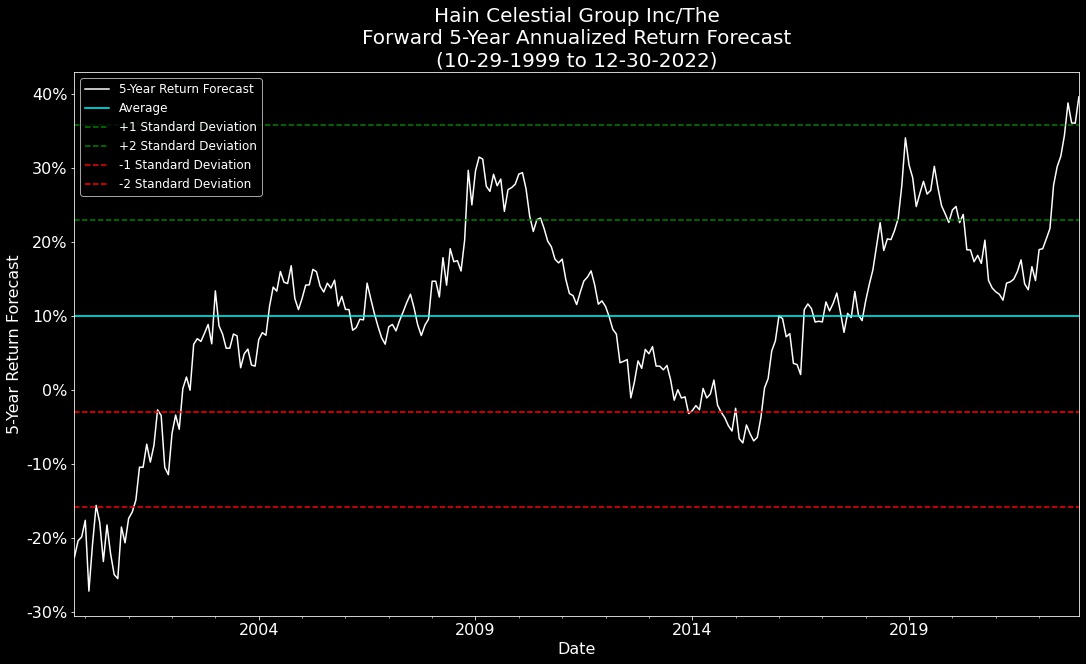 Hain Celestial Group Inc/The
Forward 5-Year Annualized Return Forecast
(10-29-1999 to 12-30-2022)
5-Year Return Forecast
Average
+1 Standard Deviation
+2 Standard Deviation
-1 Standard Deviation
-2 Standard Deviation
5-Year Return Forecast
40%
30%
20%
10%
0%
-10%
-20%
-30%
2004
2009
2014
2019
Date